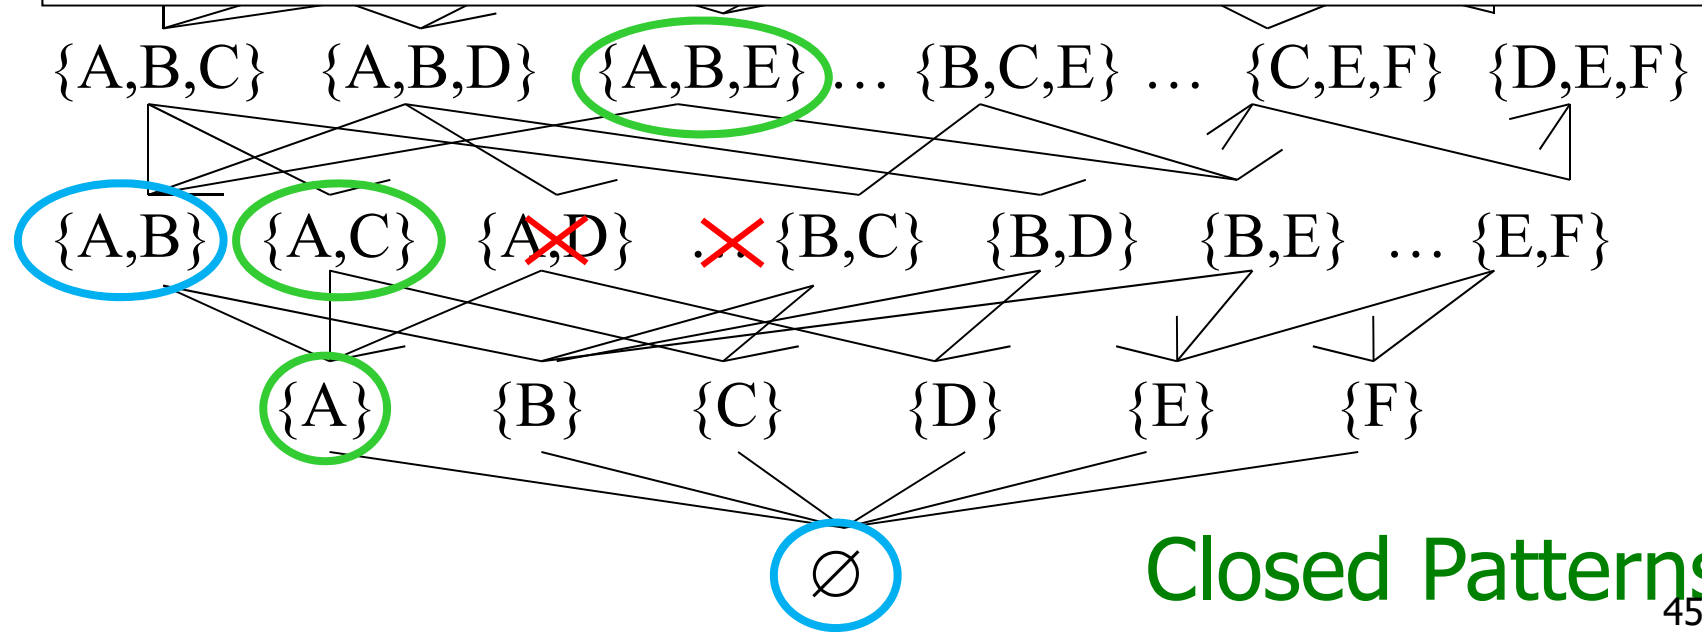 {A,B,C} {A,B,D} {A,B,E} … {B,C,E} … {C,E,F} {D,E,F}
{A,B} {A,C} {A,D} … {B,C} {B,D} {B,E} … {E,F}
{A} {B} {C} {D} {E} {F}
∅
Closed Patterns
45